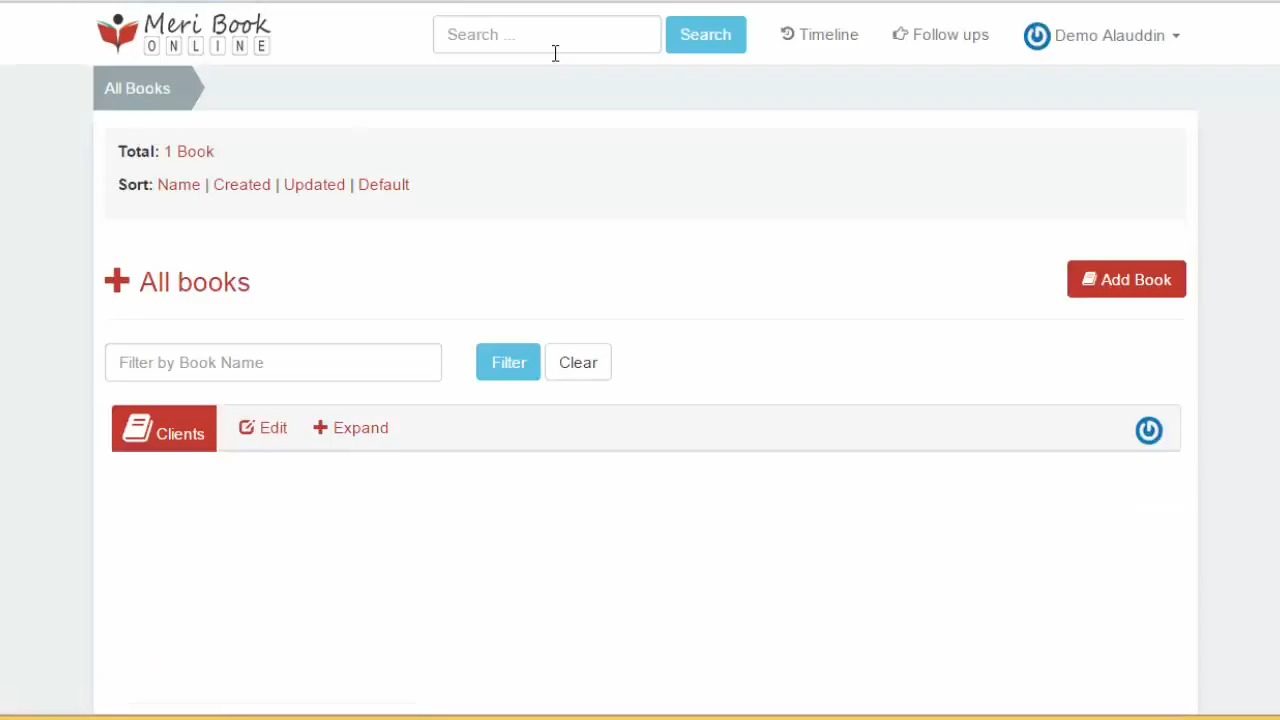 Meri Book
ONLINE
Search ...
Search
Timeline
Follow ups
Demo Alauddin
All Books
Total: 1 Book
Sort: Name | Created | Updated | Default
All books
Add Book
Filter by Book Name
Filter
Clear
Clients
Edit
Expand